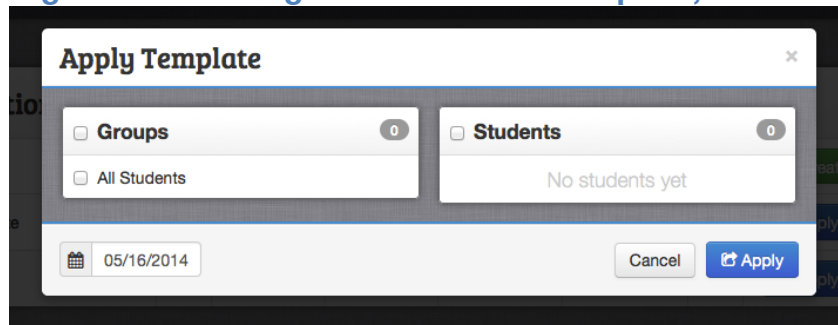 Apply Template
×
Groups 0
All Students
Students 0
No students yet
05/16/2014
Cancel
Apply